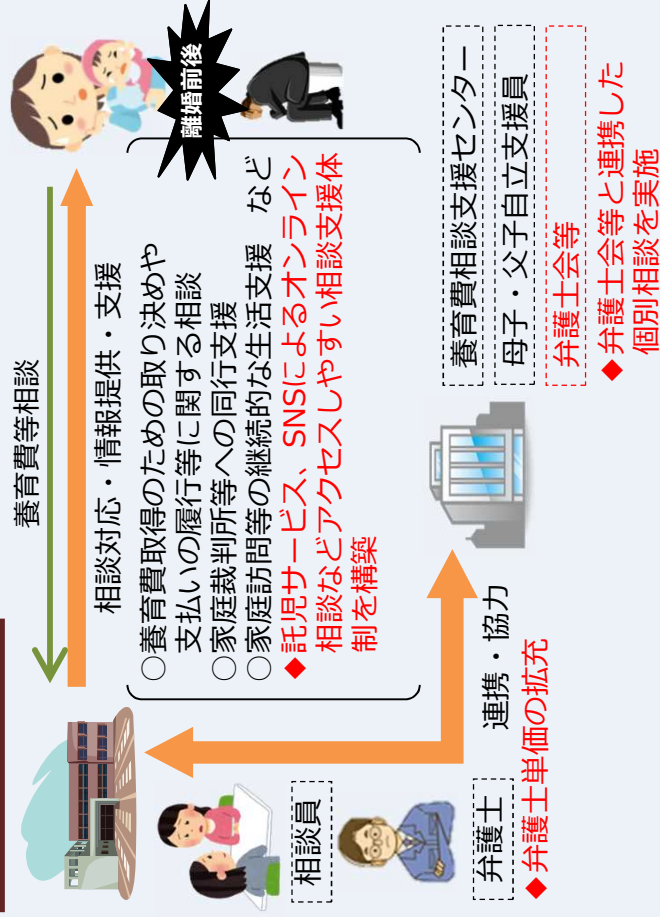 養育費等相談
離婚前後
相談対応・情報提供・支援
○養育費取得のための取り決めや
支払いの履行等に関する相談
○家庭裁判所等への同行支援
○家庭訪問等の継続的な生活支援　など
◆託児サービス、SNSによるオンライン
相談などアクセスしやすい相談支援体
制を構築
相談員
弁護士
◆弁護士単価の拡充
連携・協力
養育費相談支援センター
母子・父子自立支援員
弁護士会等
◆弁護士会等と連携した
個別相談を実施